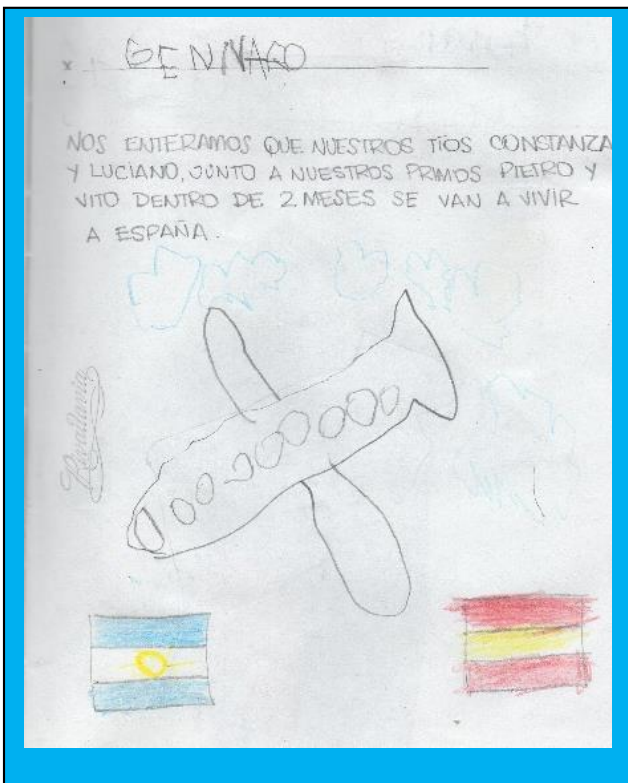 GENNARO
NOS ENTERAMOS QUE NUESTROS TÍOS CONSTANZA
Y LUCIANO, JUNTO A NUESTROS PRIMOS PIETRO Y
VITO DENTRO DE 2 MESES SE VAN A VIVIR
A ESPAÑA.
Rivadavia